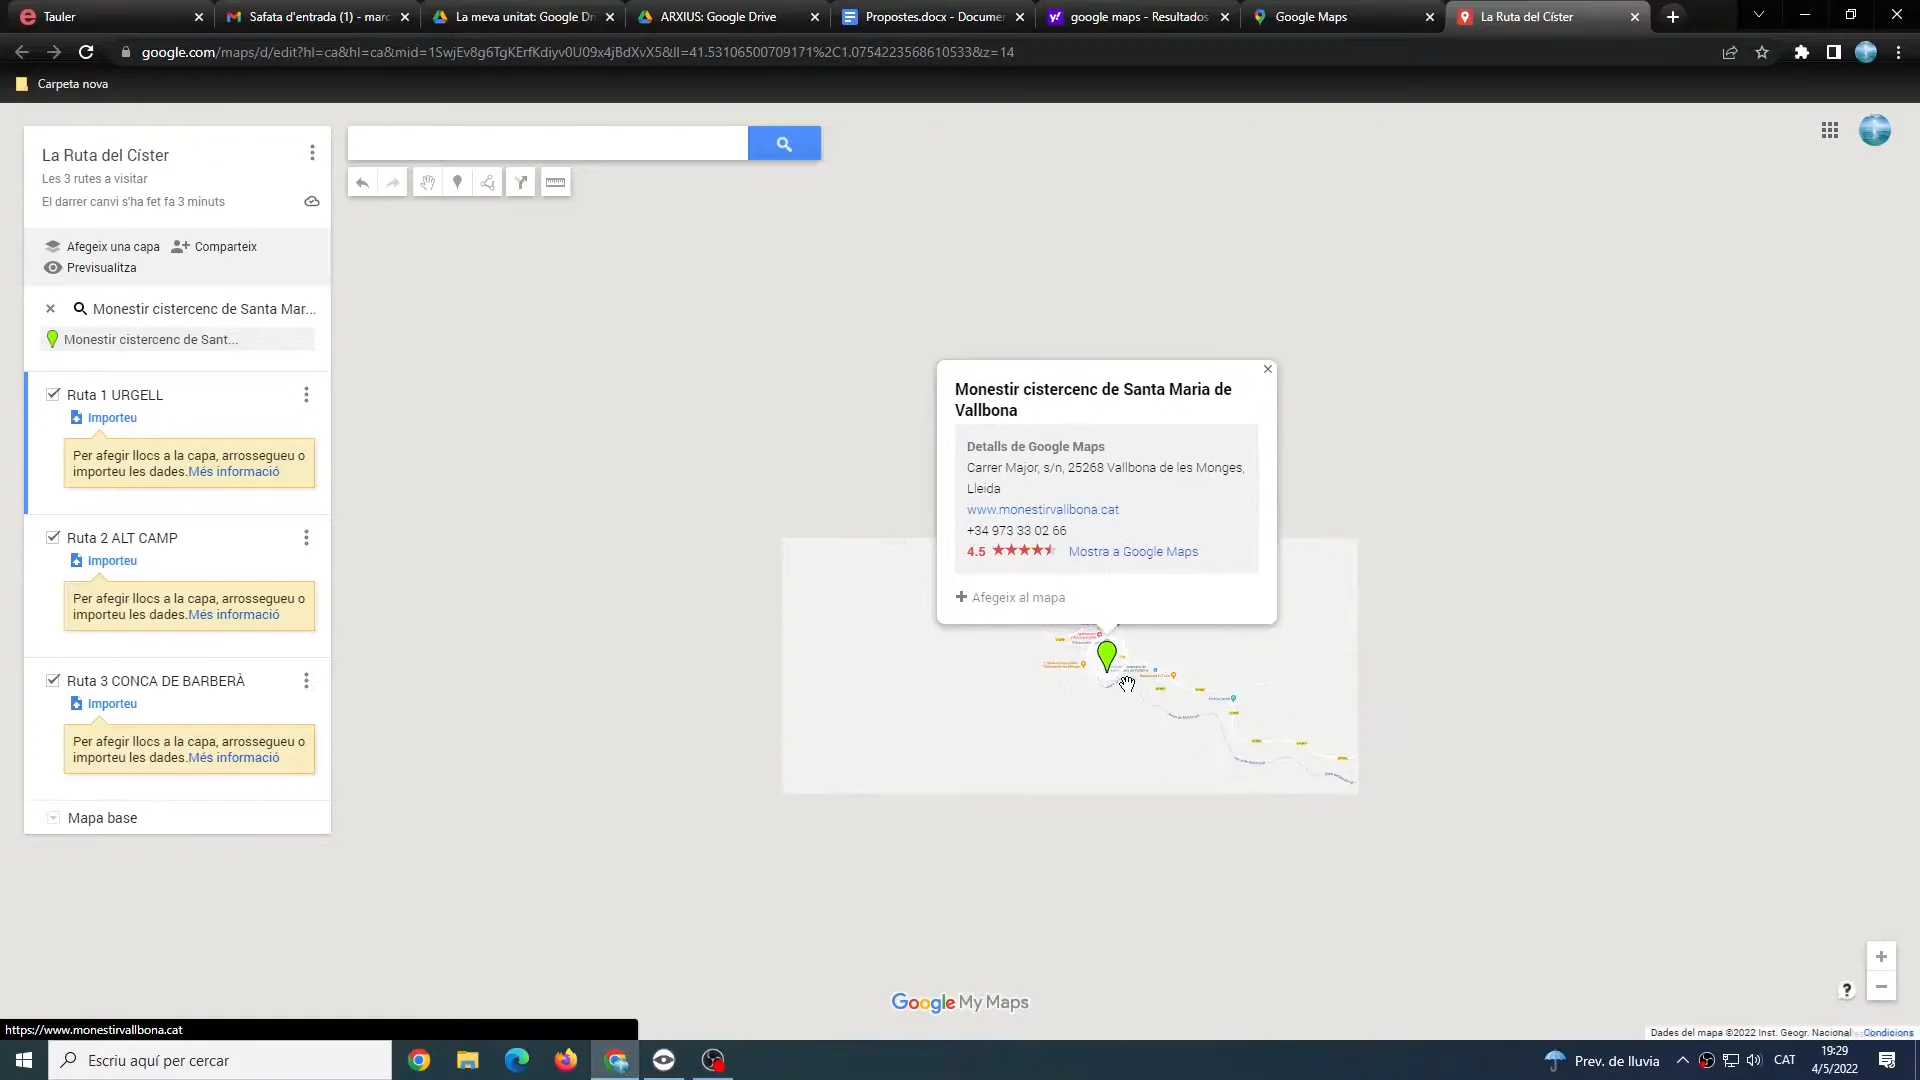 Tauler
Safata d'entrada (1) - marc
La meva unitat: Google Dr
ARXIUS: Google Drive
Propostes.docx - Documen
google maps - Resultados
Google Maps
La Ruta del Císter
google.com/maps/d/edit?hl=ca&hl=ca&mid=1SwjEv8g6TgKErfKdiyv0U09x4jBdXvX5&ll=41.53106500709171%2C1.0754223568610533&z=14
Carpeta nova
La Ruta del Císter
Les 3 rutes a visitar
El darrer canvi s'ha fet fa 3 minuts
Afegeix una capa
Comparteix
Previsualitza
Monestir cistercenc de Santa Mar...
Monestir cistercenc de Sant...
Ruta 1 URGELL
Importeu
Per afegir llocs a la capa, arrossegueu o
importeu les dades.Més informació
Ruta 2 ALT CAMP
Importeu
Per afegir llocs a la capa, arrossegueu o
importeu les dades.Més informació
Ruta 3 CONCA DE BARBERÀ
Importeu
Per afegir llocs a la capa, arrossegueu o
importeu les dades.Més informació
Mapa base
Monestir cistercenc de Santa Maria de
Vallbona
Detalls de Google Maps
Carrer Major, s/n, 25268 Vallbona de les Monges,
Lleida
www.monestirvallbona.cat
+34 973 33 02 66
4.5
Mostra a Google Maps
Afegeix al mapa
Google My Maps
Dades del mapa ©2022 Inst. Geogr. Nacional
Condicions
https://www.monestirvallbona.cat
Escriu aquí per cercar
Prev. de lluvia
CAT
19:29
4/5/2022